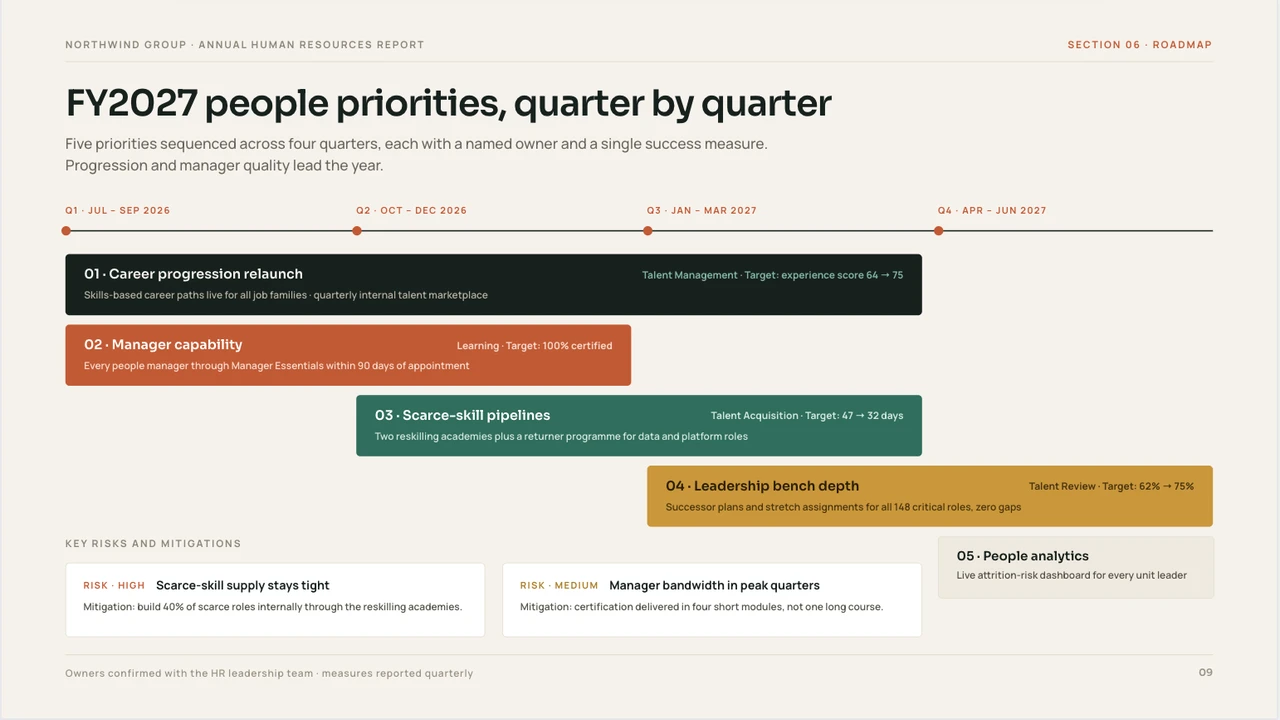 NORTHWIND GROUP · ANNUAL HUMAN RESOURCES REPORT
SECTION 06 · ROADMAP
FY2027 people priorities, quarter by quarter
Five priorities sequenced across four quarters, each with a named owner and a single success measure.
Progression and manager quality lead the year.
Q1 · JUL – SEP 2026
Q2 · OCT – DEC 2026
Q3 · JAN – MAR 2027
Q4 · APR – JUN 2027
01 · Career progression relaunch
Talent Management · Target: experience score 64 → 75
Skills-based career paths live for all job families · quarterly internal talent marketplace
02 · Manager capability
Learning · Target: 100% certified
Every people manager through Manager Essentials within 90 days of appointment
03 · Scarce-skill pipelines
Talent Acquisition · Target: 47 → 32 days
Two reskilling academies plus a returner programme for data and platform roles
04 · Leadership bench depth
Talent Review · Target: 62% → 75%
Successor plans and stretch assignments for all 148 critical roles, zero gaps
05 · People analytics
Live attrition-risk dashboard for every unit leader
KEY RISKS AND MITIGATIONS
RISK · HIGH Scarce-skill supply stays tight
Mitigation: build 40% of scarce roles internally through the reskilling academies.
RISK · MEDIUM Manager bandwidth in peak quarters
Mitigation: certification delivered in four short modules, not one long course.
Owners confirmed with the HR leadership team · measures reported quarterly
09